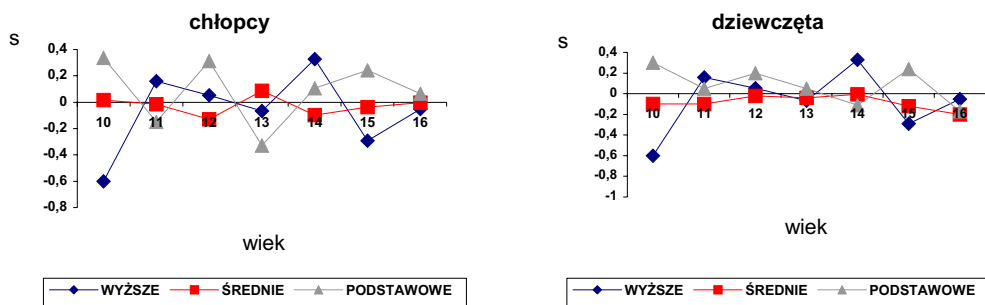 chłopcy
s
0,4
0,2
0
-0,2
-0,4
-0,6
-0,8
10 11 12 13 14 15 16
wiek
WYŻSZE ŚREDNIE PODSTAWOWE
dziewczęta
s
0,4
0,2
0
-0,2
-0,4
-0,6
-0,8
-1
10 11 12 13 14 15 16
wiek
WYŻSZE ŚREDNIE PODSTAWOWE